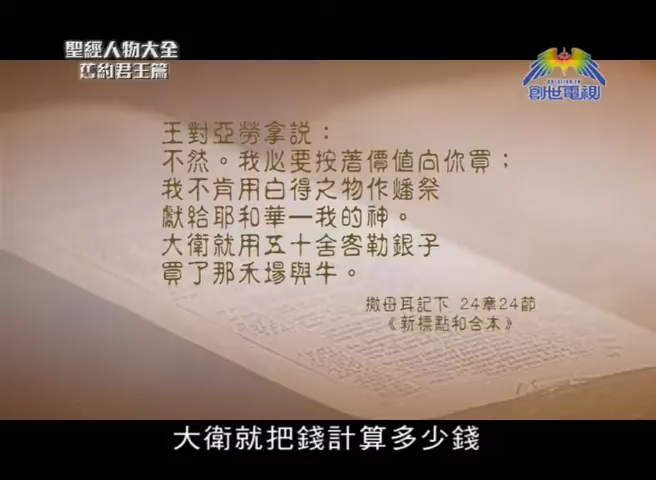 聖經人物大全
舊約君王篇
創世電視
王對亞勞拿說：
不然。我必要按著價值向你買；
我不肯用白得之物作燔祭
獻給耶和華—我的神。
大衛就用五十舍客勒銀子
買了那禾場與牛。
撒母耳記下 24章24節
《新標點和合本》
大衛就把錢計算多少錢